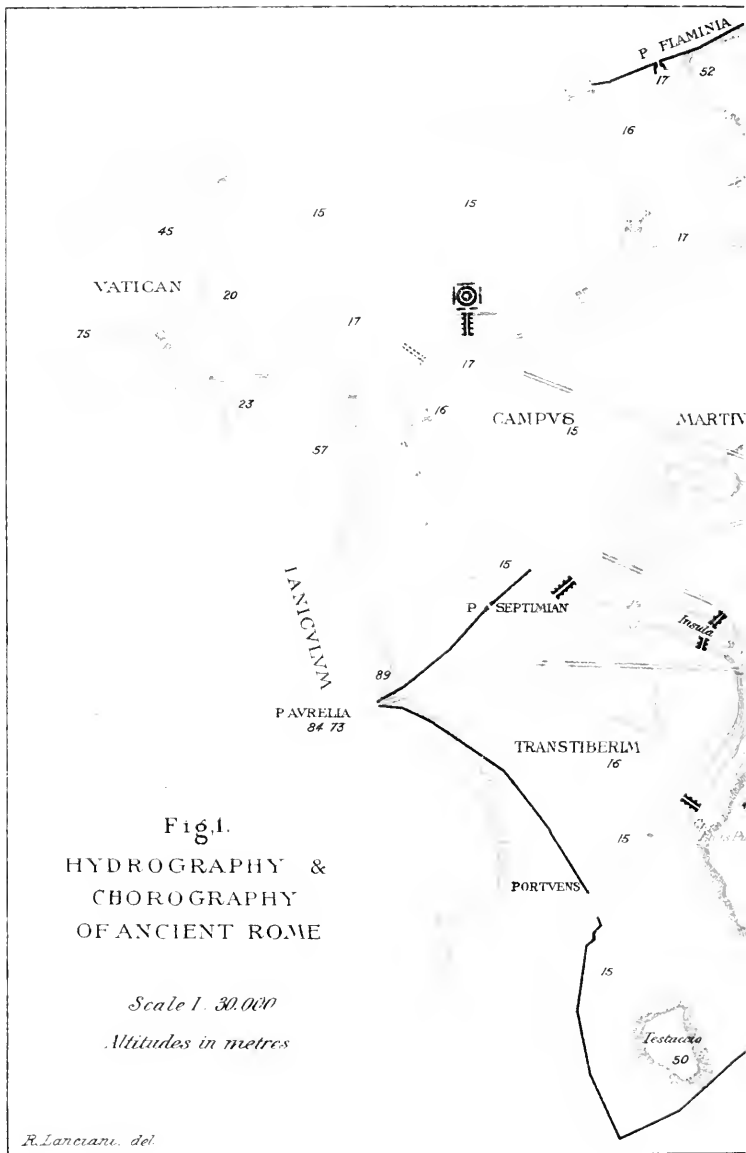 P FLAMINIA
17
52
16
15
15
45
17
VATICAN
20
17
75
17
23
16
CAMPVS
MARTIV
15
57
15
IANICVLVM
P SEPTIMIAN
15
Insula
89
P AVRELIA
84 73
TRANSTIBERIM
16
15
Fig,1.
HYDROGRAPHY &
CHOROGRAPHY
OF ANCIENT ROME
PORTVENS
15
Scale 1. 30.000
Altitudes in metres
Testaccio
50
R.Lanciani. del.